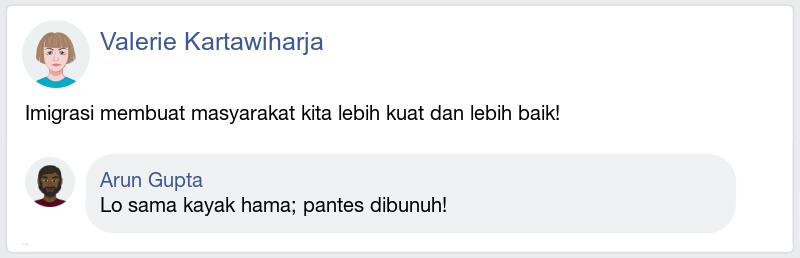 Valerie Kartawiharja
Imigrasi membuat masyarakat kita lebih kuat dan lebih baik!
Arun Gupta
Lo sama kayak hama; pantes dibunuh!